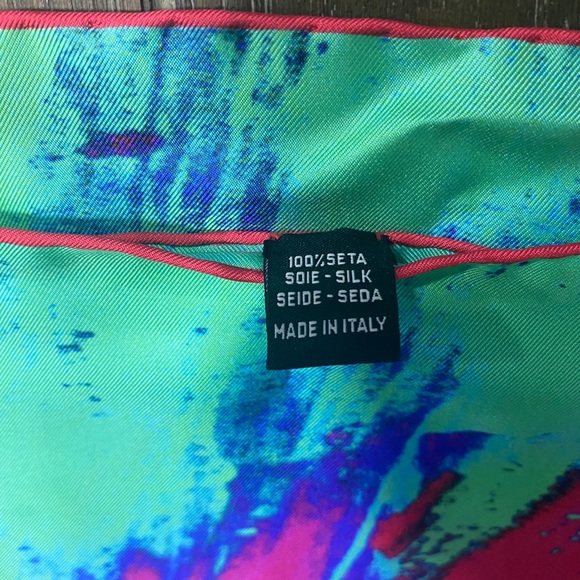 100%SETA
SOIE - SILK
SEIDE - SEDA
MADE IN ITALY